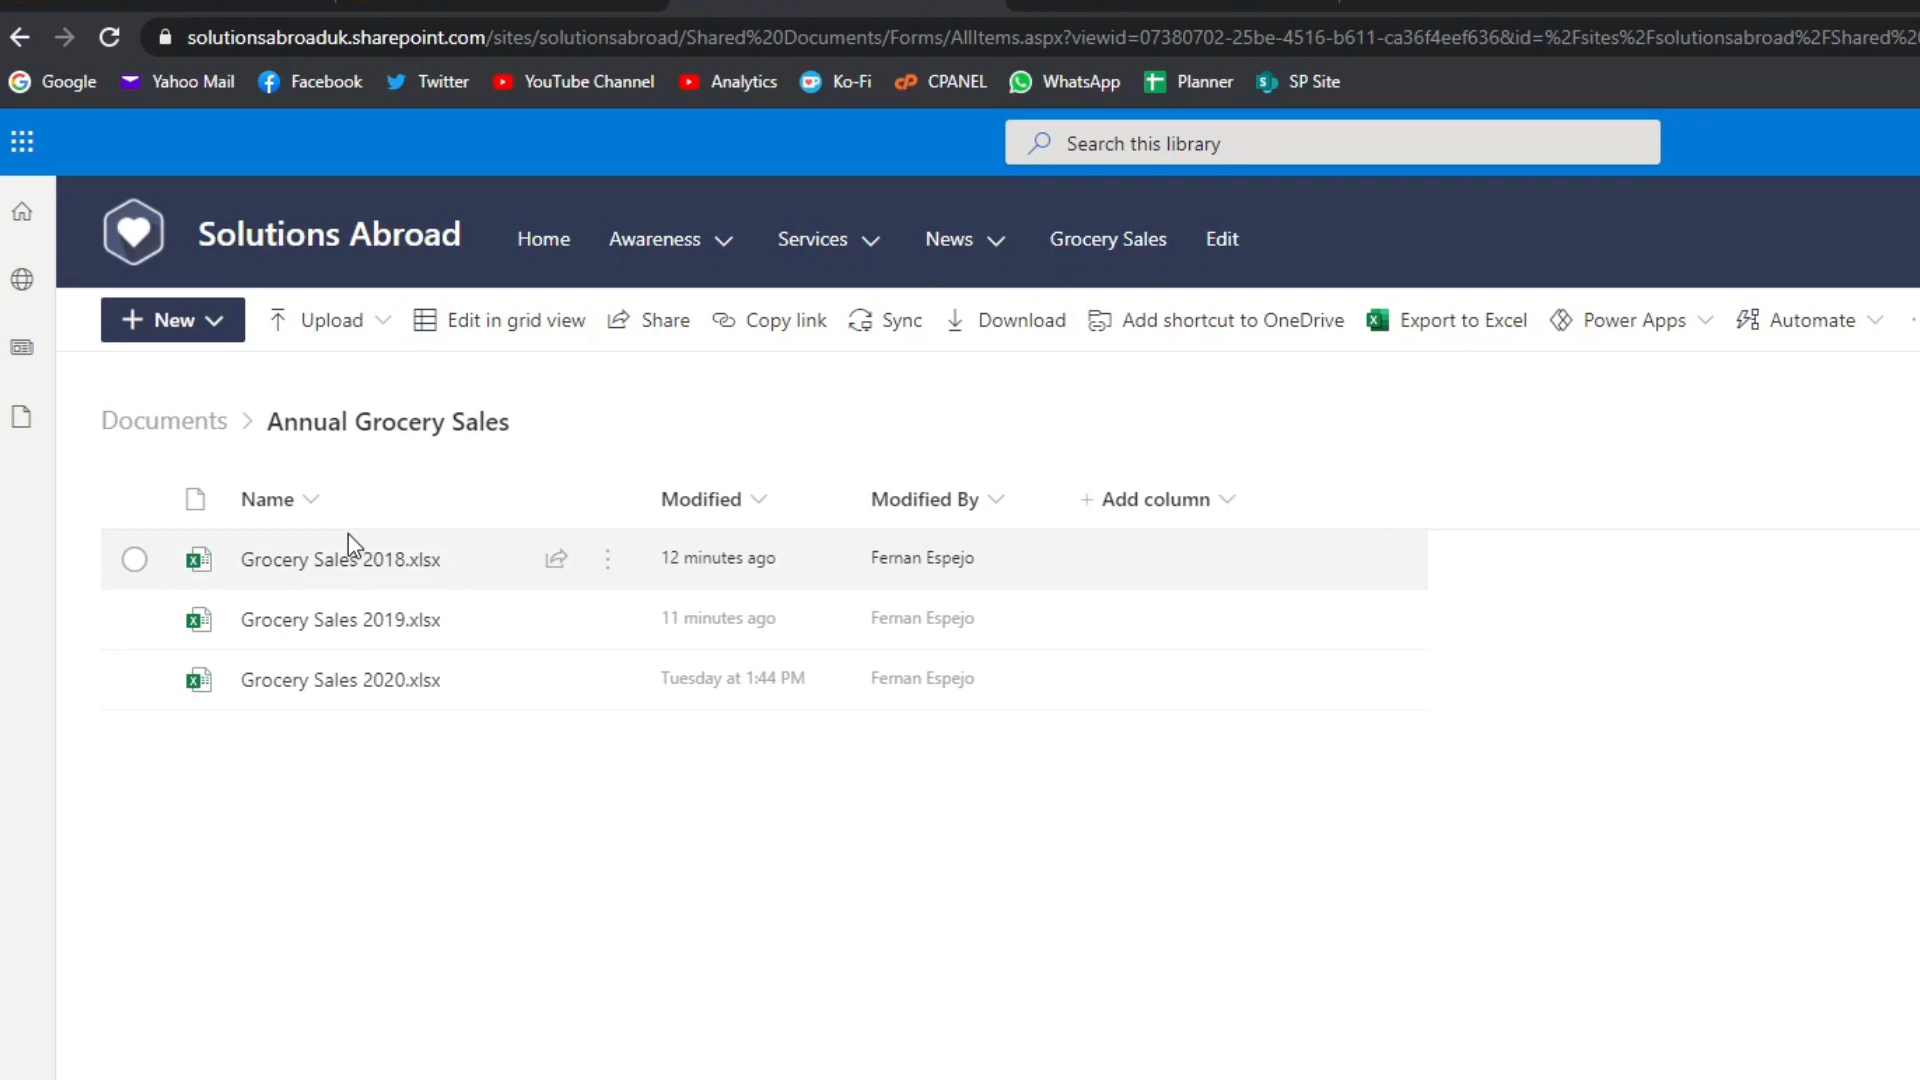 solutionsabroaduk.sharepoint.com/sites/solutionsabroad/Shared%20Documents/Forms/AllItems.aspx?viewid=07380702-25be-4516-b611-ca36f4eef636&id=%2Fsites%2Fsolutionsabroad%2FShared%2
Google Yahoo Mail Facebook Twitter YouTube Channel Analytics Ko-Fi CPANEL WhatsApp Planner SP Site
Search this library
Solutions Abroad Home Awareness Services News Grocery Sales Edit
New Upload Edit in grid view Share Copy link Sync Download Add shortcut to OneDrive Export to Excel Power Apps Automate
Documents > Annual Grocery Sales
Name Modified Modified By + Add column
Grocery Sales 2018.xlsx 12 minutes ago Fernan Espejo
Grocery Sales 2019.xlsx 11 minutes ago Fernan Espejo
Grocery Sales 2020.xlsx Tuesday at 1:44 PM Fernan Espejo